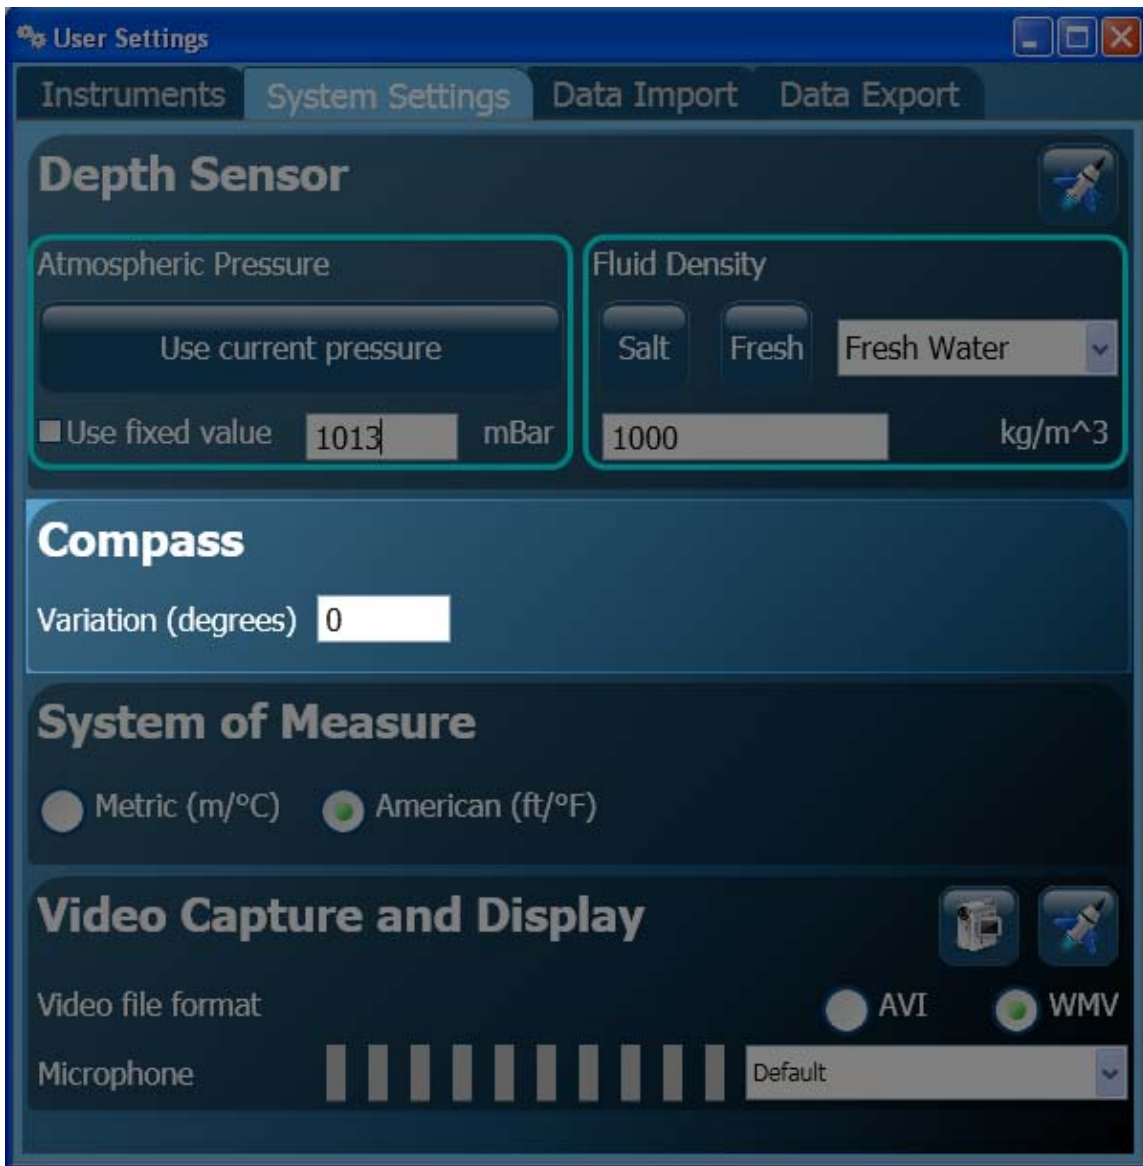 User Settings
Instruments System Settings Data Import Data Export
Depth Sensor
Atmospheric Pressure
Use current pressure
Use fixed value 1013 mBar
Fluid Density
Salt Fresh Fresh Water
1000 kg/m^3
Compass
Variation (degrees) 0
System of Measure
Metric (m/°C) American (ft/°F)
Video Capture and Display
Video file format AVI WMV
Microphone Default